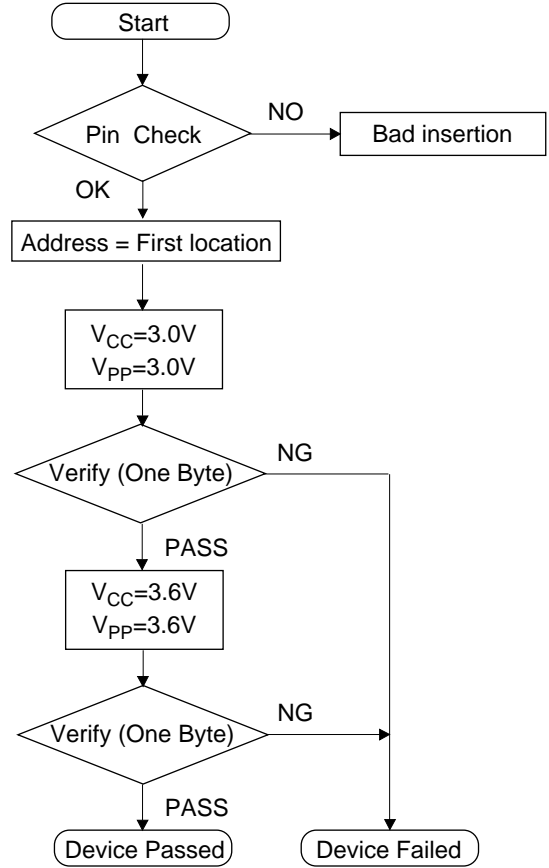 Start
Pin Check
NO
Bad insertion
OK
Address = First location
VCC=3.0V
VPP=3.0V
Verify (One Byte)
NG
PASS
VCC=3.6V
VPP=3.6V
Verify (One Byte)
NG
PASS
Device Passed
Device Failed